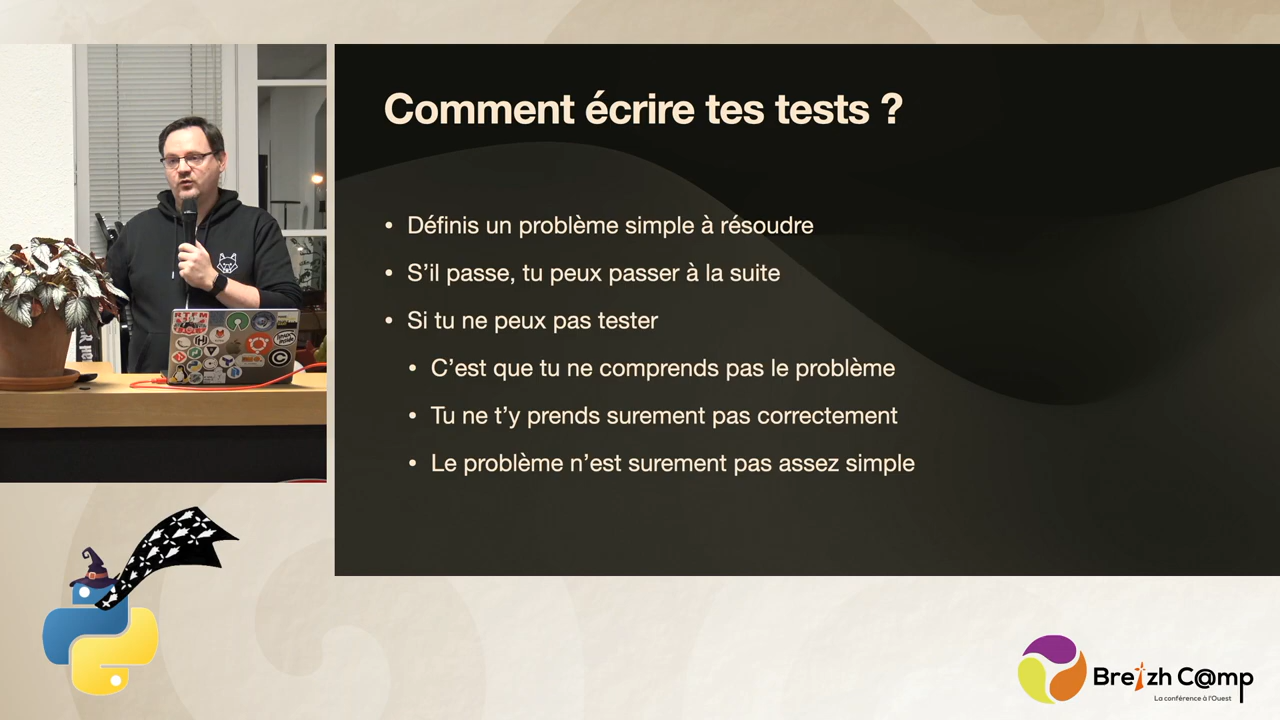 Comment écrire tes tests ?
• Définis un problème simple à résoudre
• S’il passe, tu peux passer à la suite
• Si tu ne peux pas tester
• C’est que tu ne comprends pas le problème
• Tu ne t’y prends surement pas correctement
• Le problème n’est surement pas assez simple
RTFM
Breizh C@mp
La conférence à l'Ouest